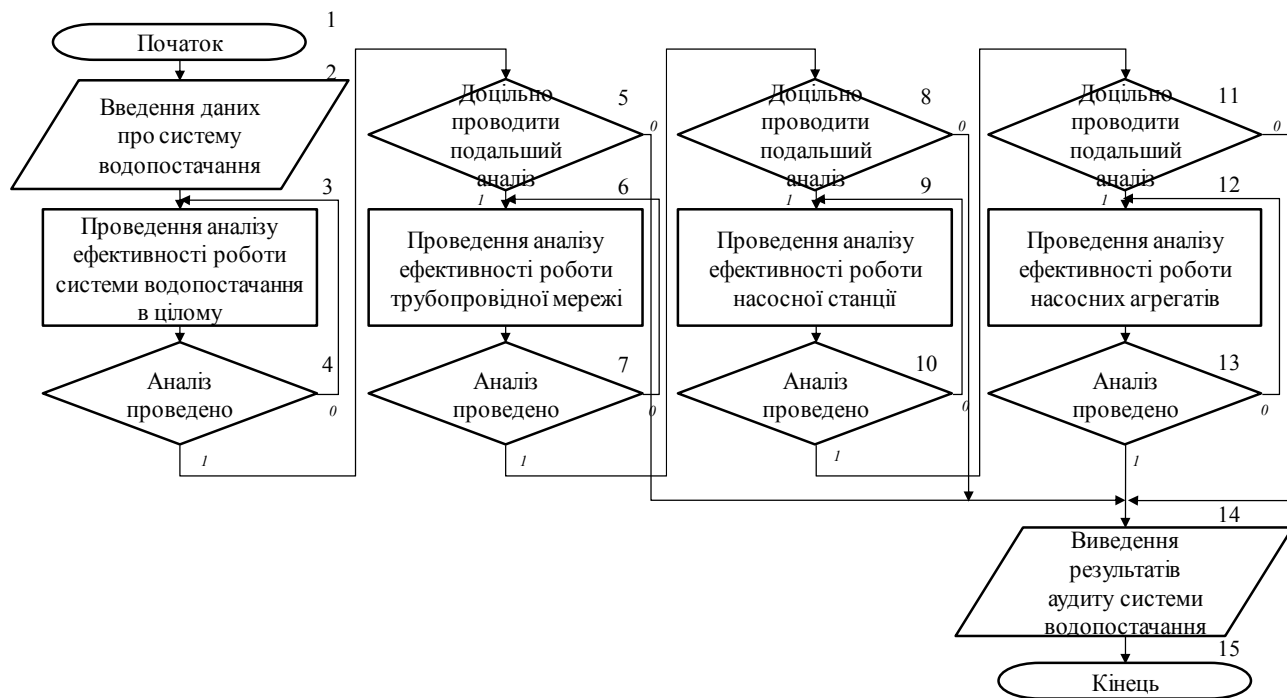 1
Початок
2
Введення даних
про систему
водопостачання
3
Проведення аналізу
ефективності роботи
системи водопостачання
в цілому
4
Аналіз
проведено
0
1
5
Доцільно
проводити
подальший
аналіз
0
1
6
Проведення аналізу
ефективності роботи
трубопровідної мережі
7
Аналіз
проведено
0
1
8
Доцільно
проводити
подальший
аналіз
0
1
9
Проведення аналізу
ефективності роботи
насосної станції
10
Аналіз
проведено
0
1
11
Доцільно
проводити
подальший
аналіз
0
1
12
Проведення аналізу
ефективності роботи
насосних агрегатів
13
Аналіз
проведено
0
1
14
Виведення
результатів
аудиту системи
водопостачання
15
Кінець